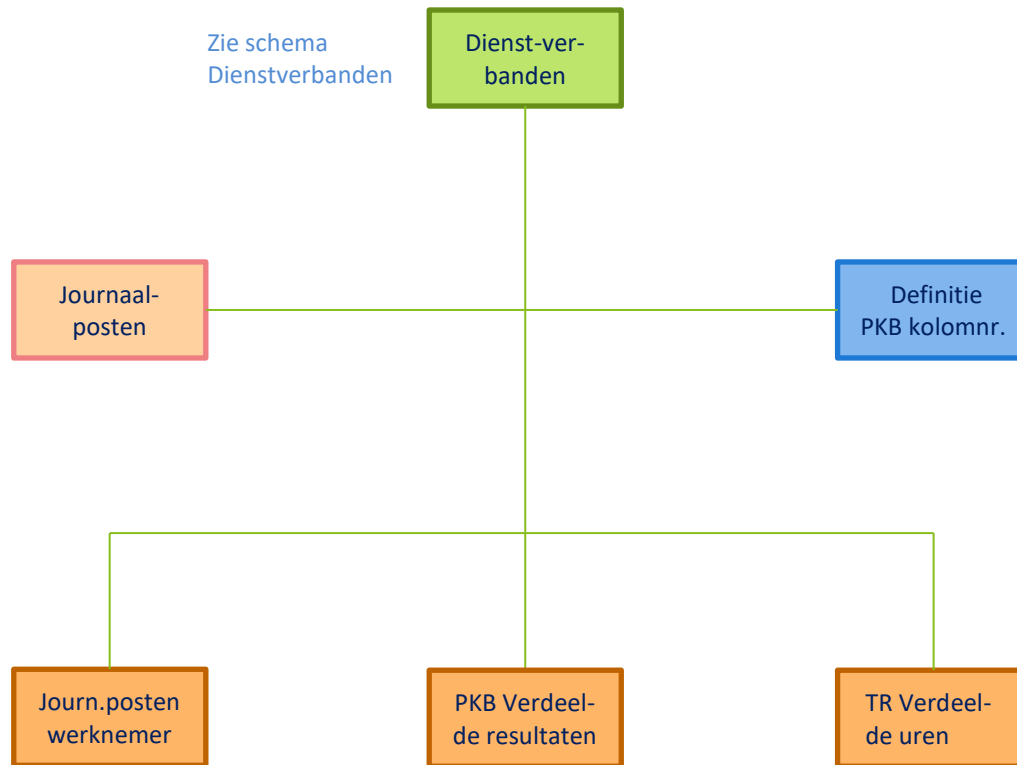 Zie schema
Dienstverbanden
Dienst-ver-
banden
Journaal-
posten
Definitie
PKB kolomnr.
Journ.posten
werknemer
PKB Verdeel-
de resultaten
TR Verdeel-
de uren